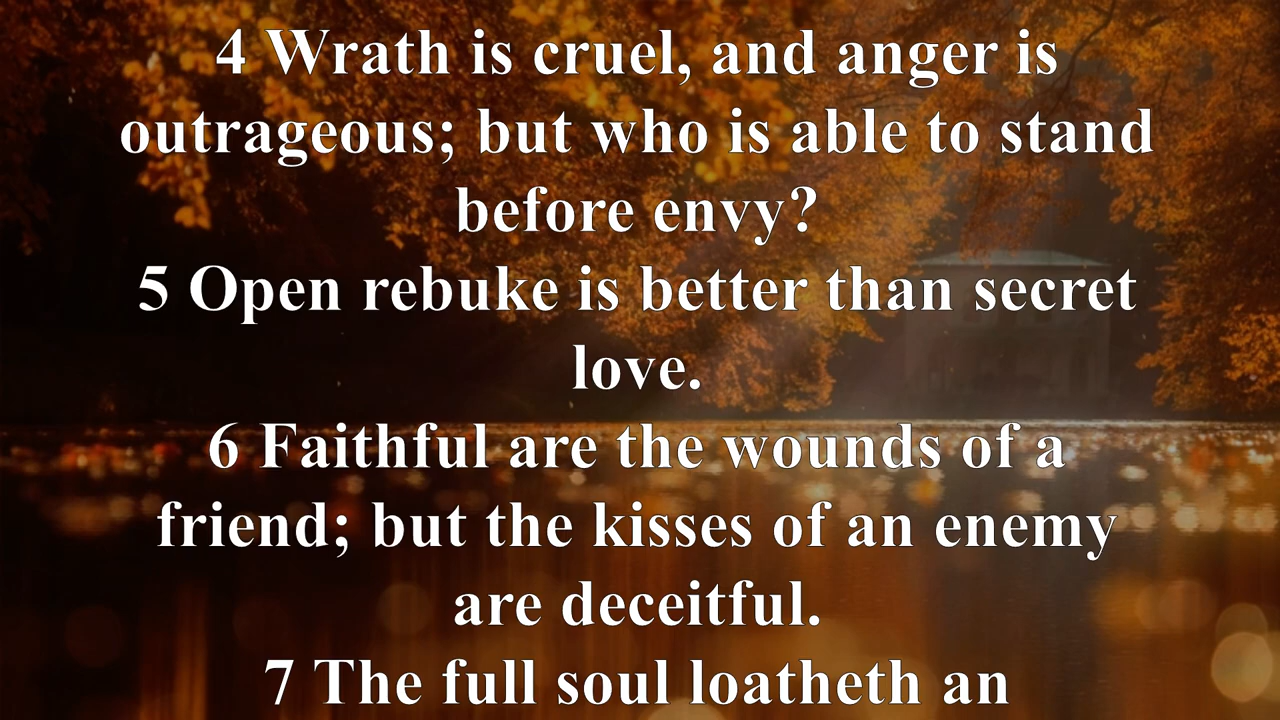 4 Wrath is cruel, and anger is
outrageous; but who is able to stand
before envy?
5 Open rebuke is better than secret
love.
6 Faithful are the wounds of a
friend; but the kisses of an enemy
are deceitful.
7 The full soul loatheth an